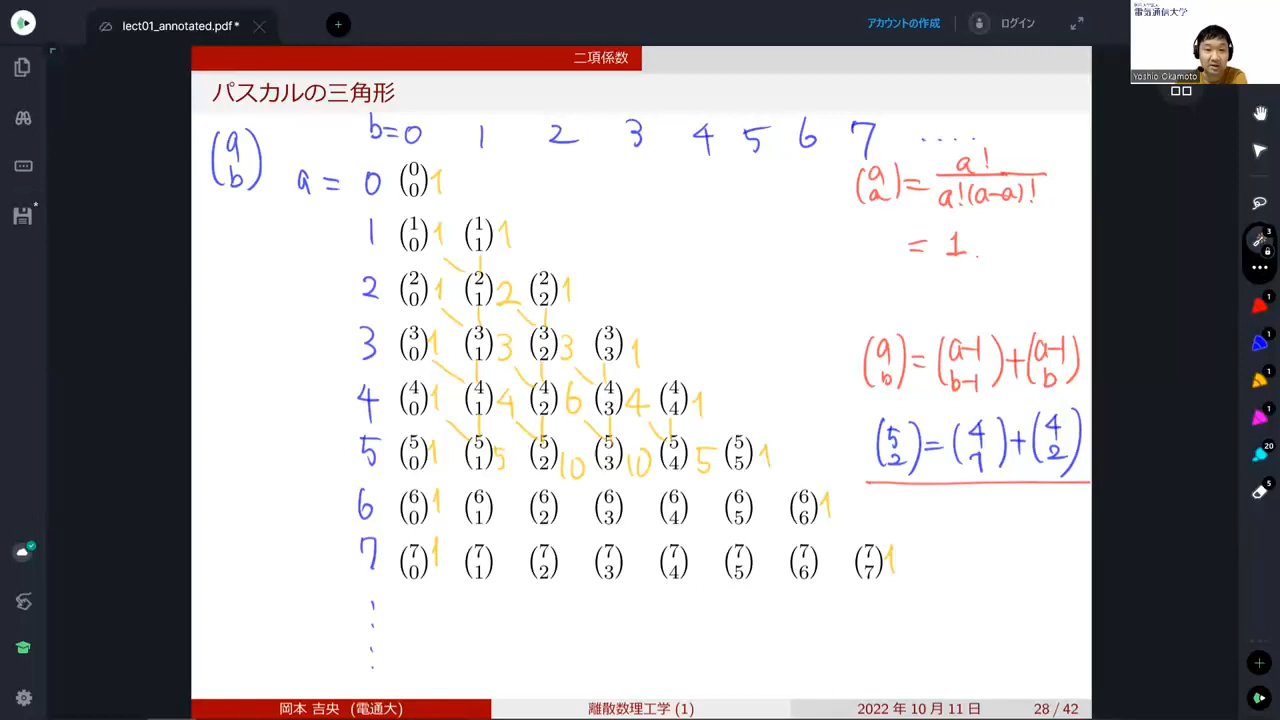 lect01_annotated.pdf *
アカウントの作成
ログイン
電気通信大学
Yoshio Okamoto
二項係数
パスカルの三角形
(a b) b=0 1 2 3 4 5 6 7 ....
a = 0 (0 0) 1
1 (1 0) 1 (1 1) 1
2 (2 0) 1 (2 1) 2 (2 2) 1
3 (3 0) 1 (3 1) 3 (3 2) 3 (3 3) 1
4 (4 0) 1 (4 1) 4 (4 2) 6 (4 3) 4 (4 4) 1
5 (5 0) 1 (5 1) 5 (5 2) 10 (5 3) 10 (5 4) 5 (5 5) 1
6 (6 0) 1 (6 1) (6 2) (6 3) (6 4) (6 5) (6 6) 1
7 (7 0) 1 (7 1) (7 2) (7 3) (7 4) (7 5) (7 6) (7 7) 1
(a a) = a! / a!(a-a)!
= 1.
(a b) = (a-1 b-1) + (a-1 b)
(5 2) = (4 1) + (4 2)
岡本 吉央 (電通大)
離散数理工学 (1)
2022 年 10 月 11 日
28 / 42